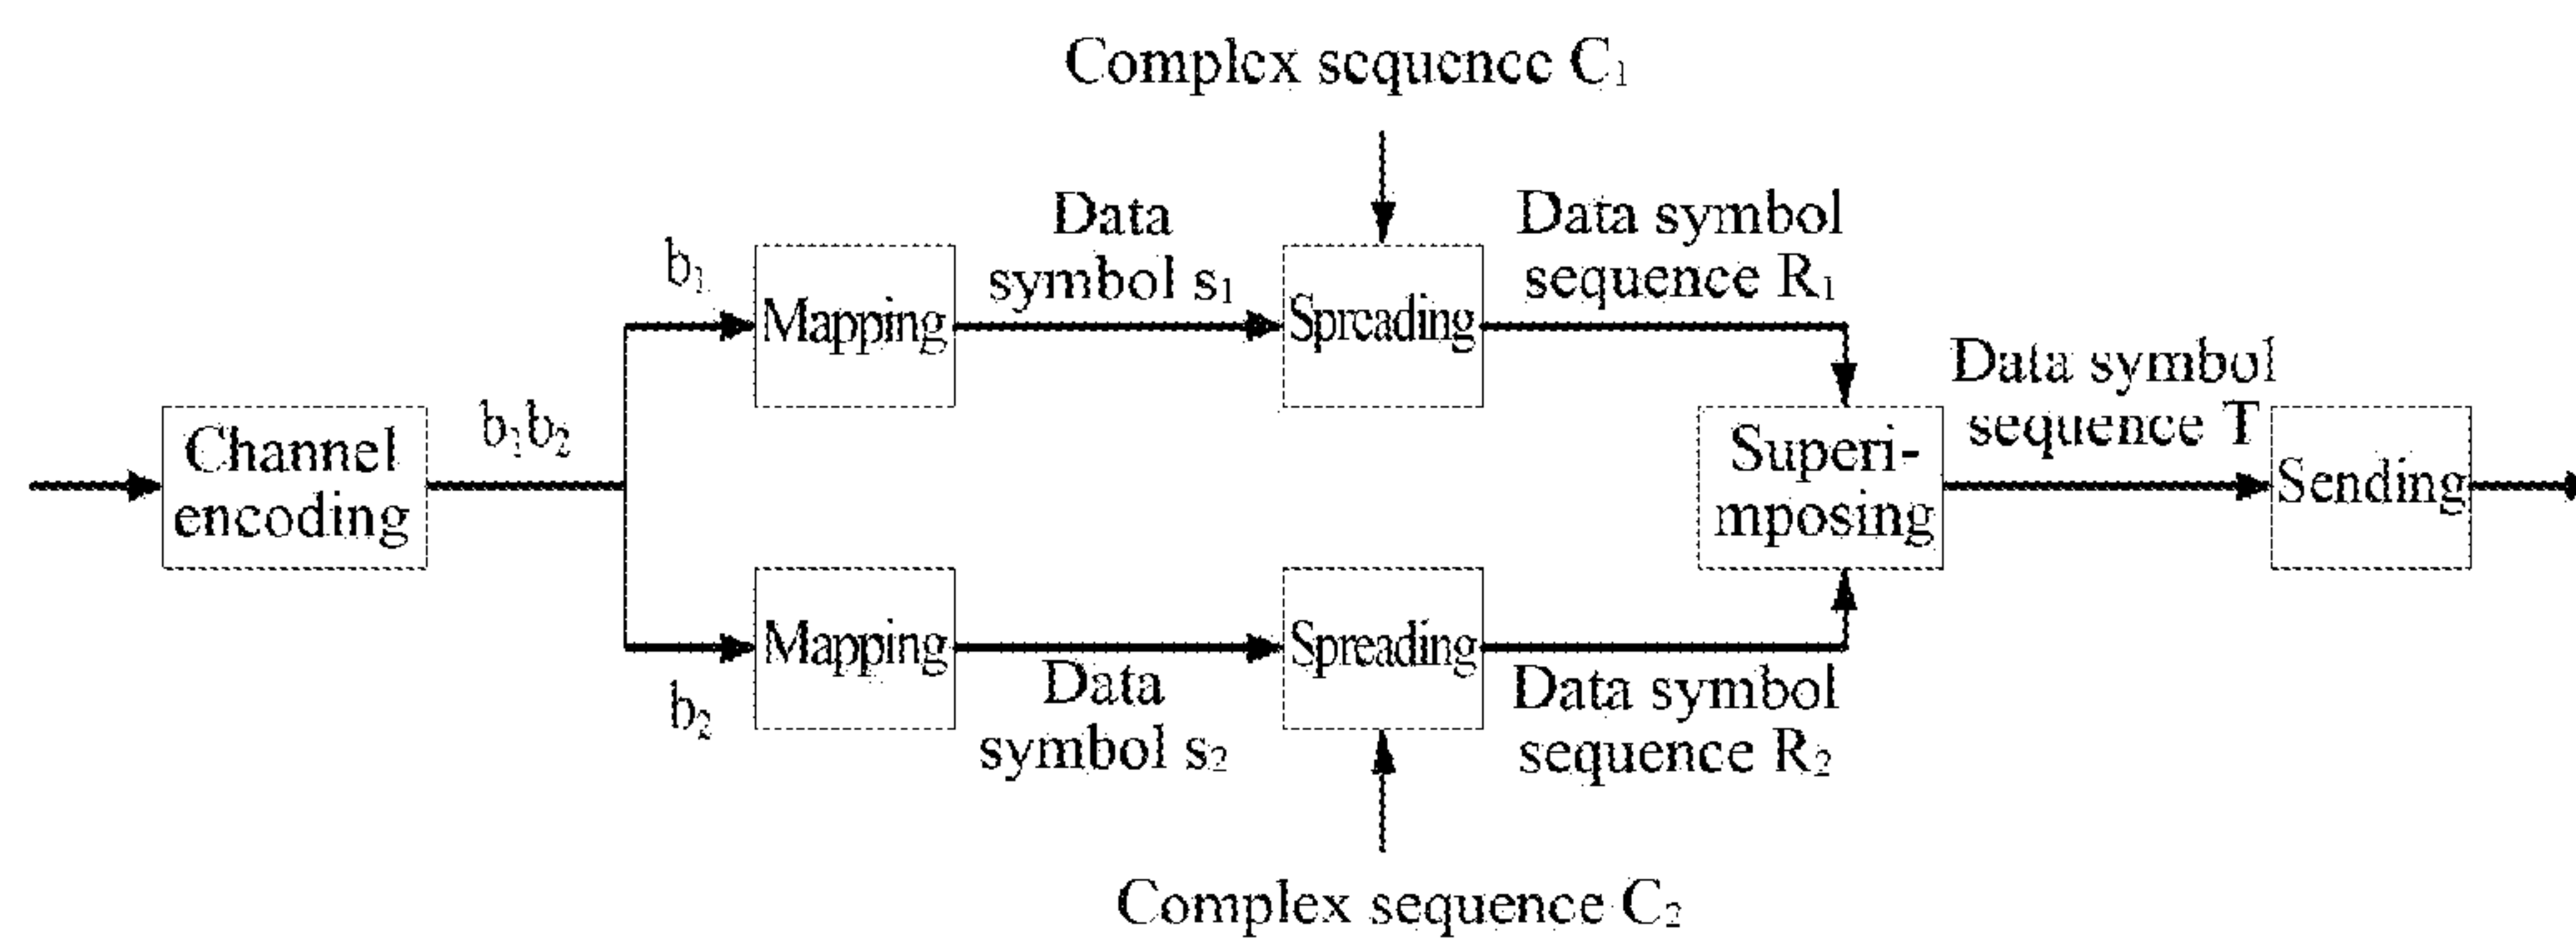 Complex sequence C₁
Data
symbol s₁
Data symbol
sequence R₁
b₁
Mapping
Spreading
Data symbol
sequence T
Channel
encoding
b₁b₂
Superi-
mposing
Sending
Mapping
Spreading
b₂
Data
symbol s₂
Data symbol
sequence R₂
Complex sequence C₂